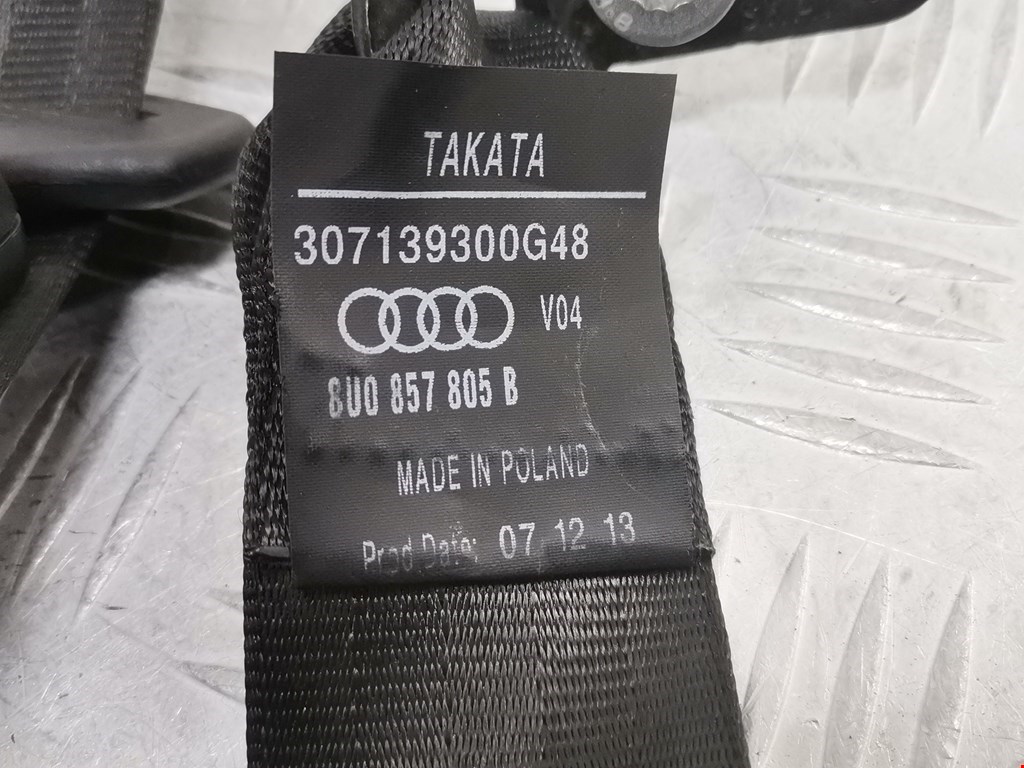 TAKATA
307139300G48
V04
8U0 857 805 B
MADE IN POLAND
Prod.Date: 07 12 13